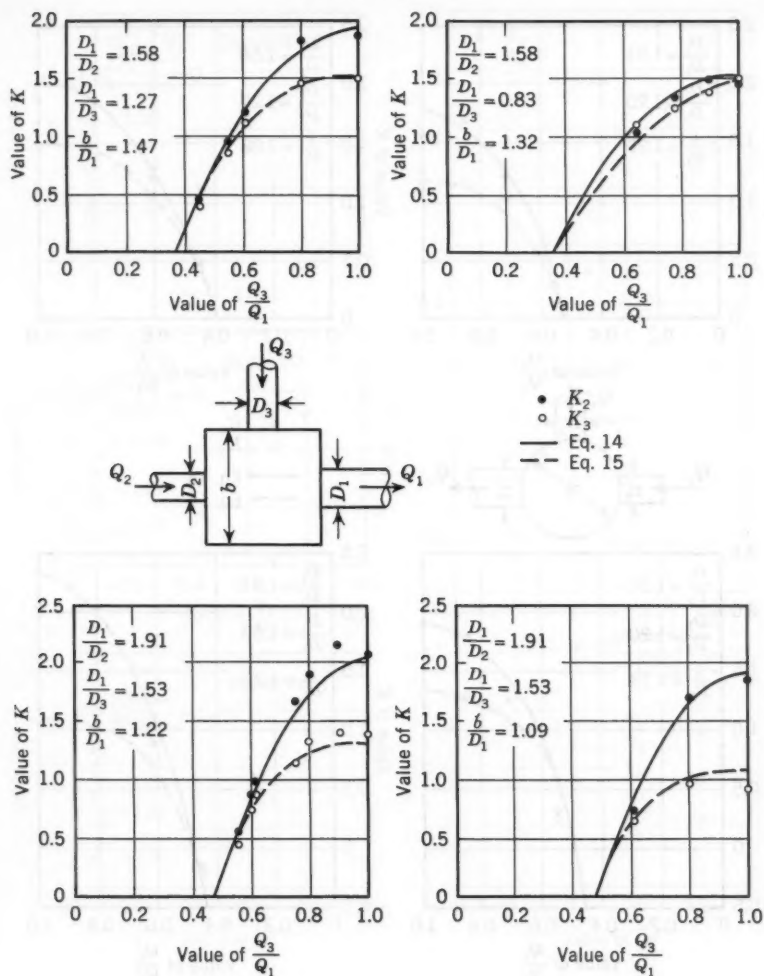 2.0
1.5
1.0
0.5
0
Value of K
D1/D2 = 1.58
D1/D3 = 1.27
b/D1 = 1.47
0 0.2 0.4 0.6 0.8 1.0
Value of Q3/Q1
2.0
1.5
1.0
0.5
0
Value of K
D1/D2 = 1.58
D1/D3 = 0.83
b/D1 = 1.32
0 0.2 0.4 0.6 0.8 1.0
Value of Q3/Q1
Q3
D3
Q2
D2
b
D1
Q1
K2
K3
Eq. 14
Eq. 15
2.5
2.0
1.5
1.0
0.5
0
Value of K
D1/D2 = 1.91
D1/D3 = 1.53
b/D1 = 1.22
0 0.2 0.4 0.6 0.8 1.0
Value of Q3/Q1
2.5
2.0
1.5
1.0
0.5
0
Value of K
D1/D2 = 1.91
D1/D3 = 1.53
b/D1 = 1.09
0 0.2 0.4 0.6 0.8 1.0
Value of Q3/Q1